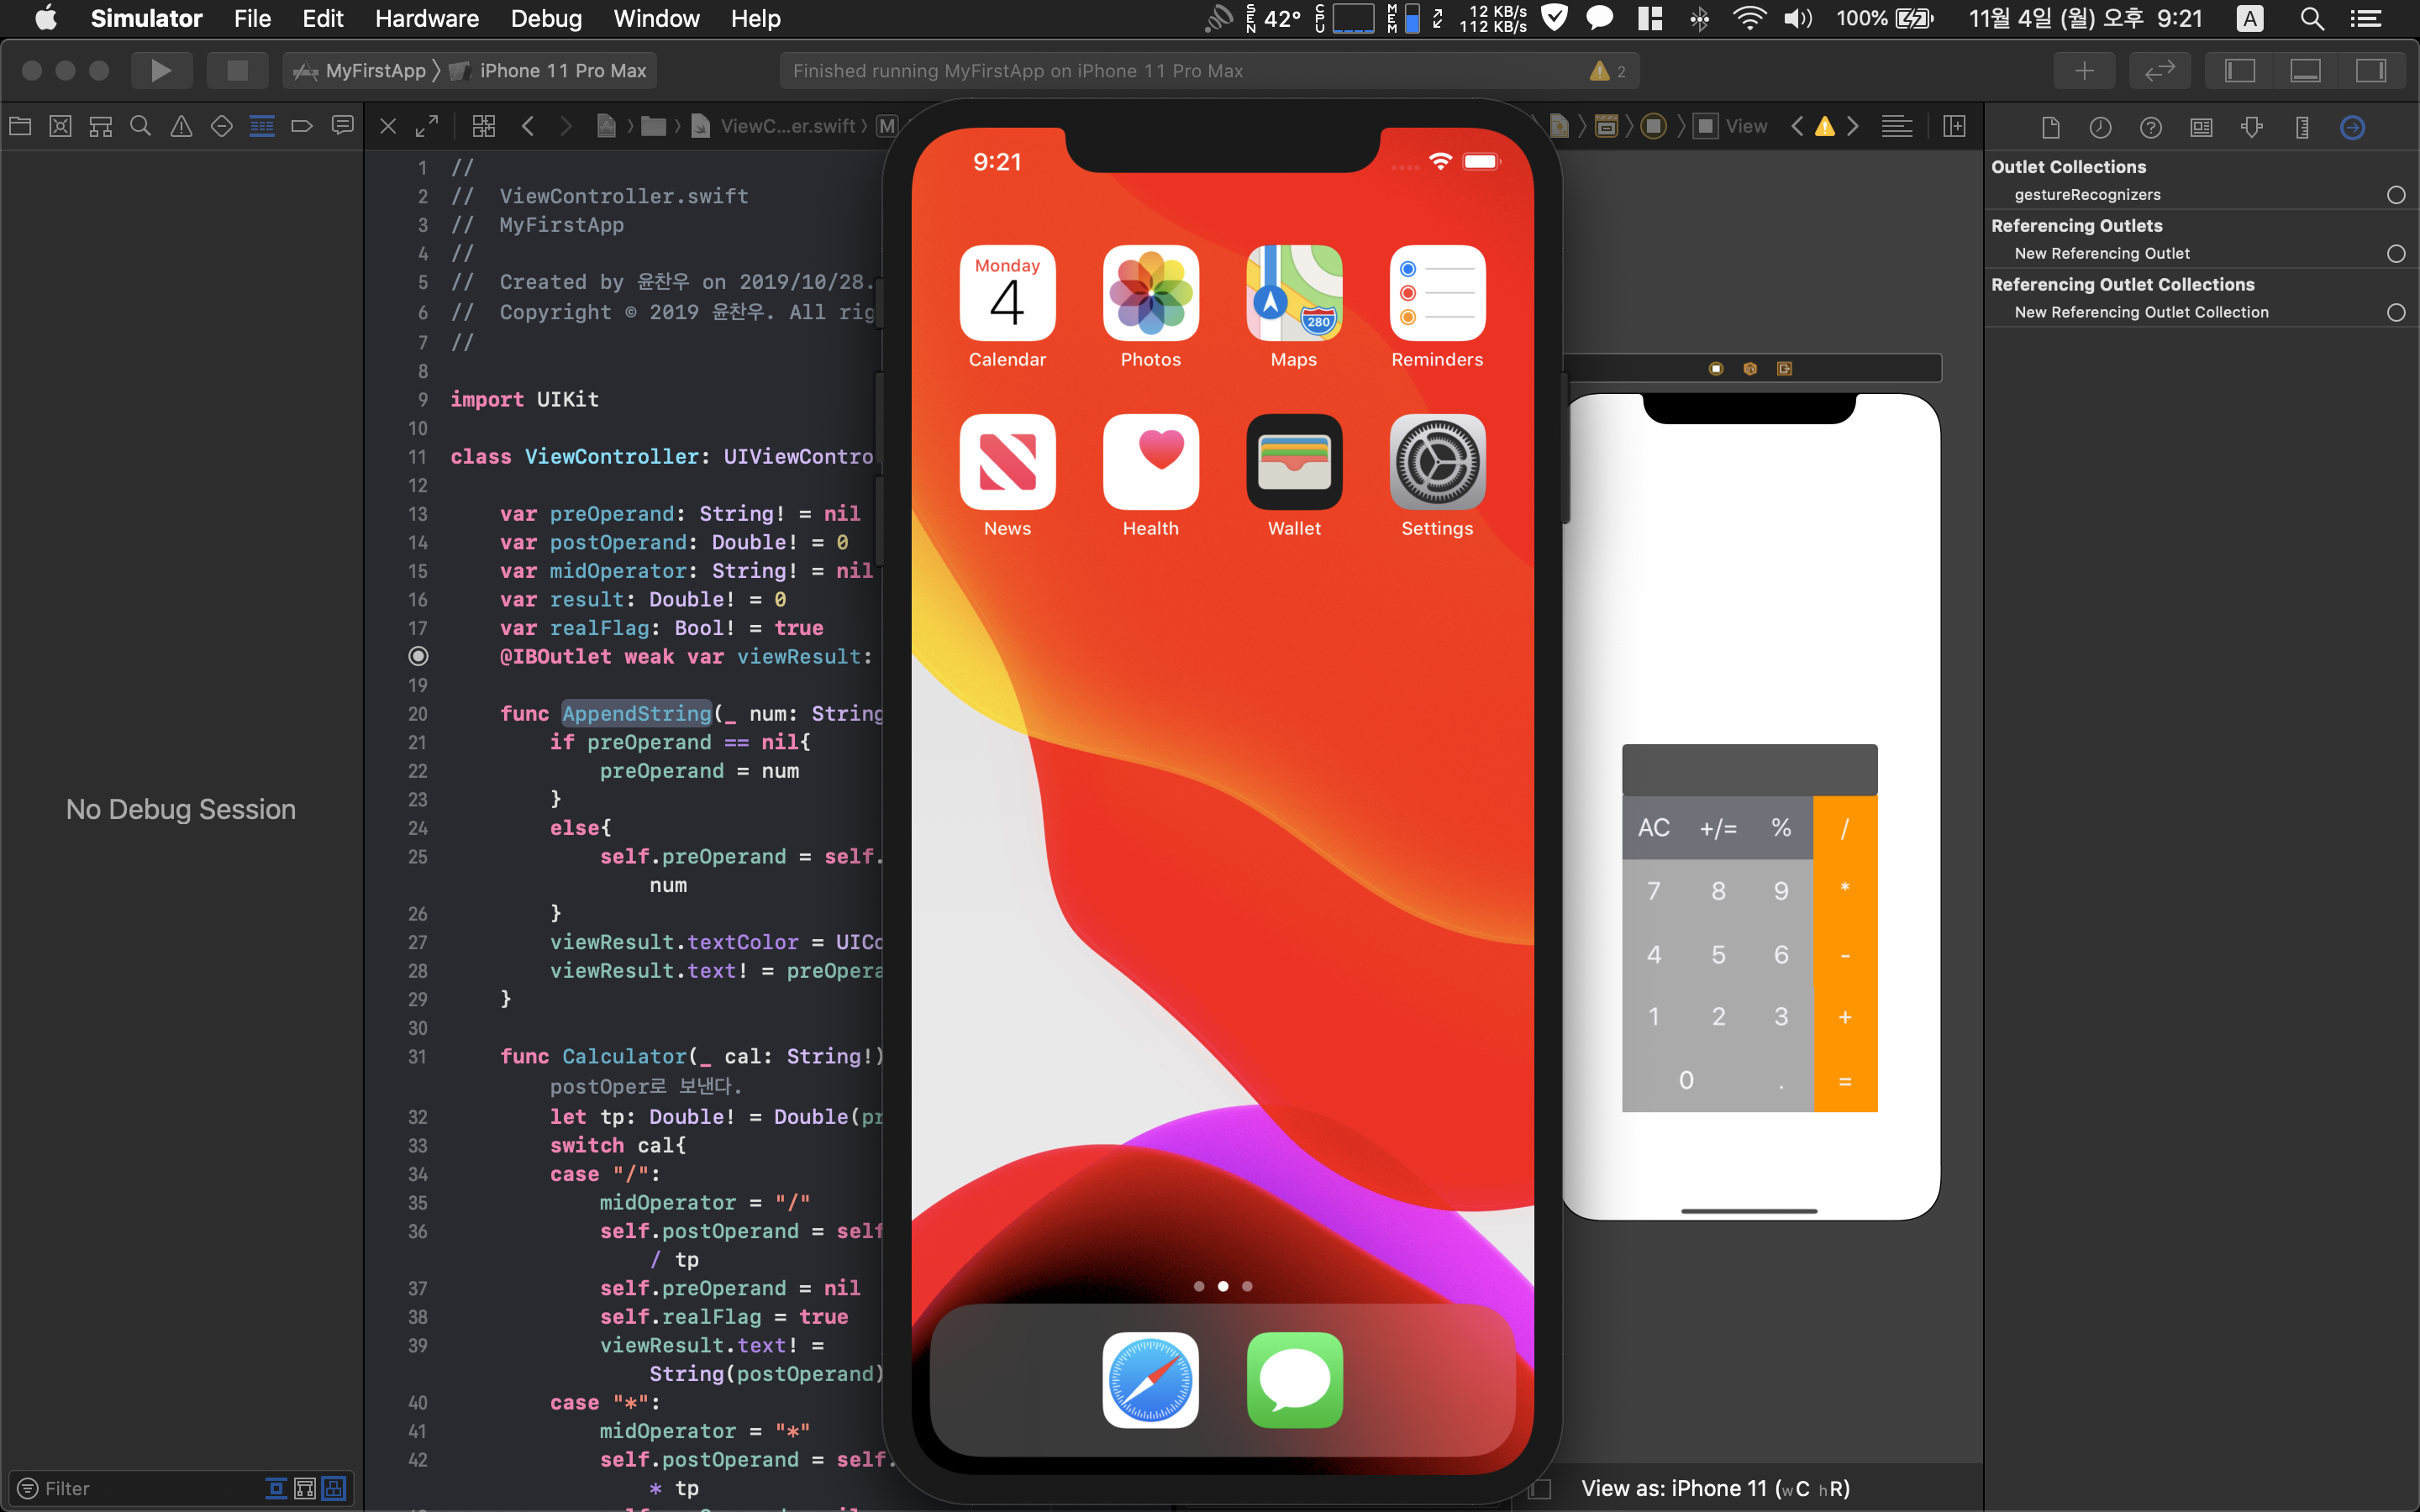 Simulator File Edit Hardware Debug Window Help
SEN 42° CPU MEM 12 KB/s 112 KB/s 100% 11월 4일 (월) 오후 9:21 A
MyFirstApp iPhone 11 Pro Max
Finished running MyFirstApp on iPhone 11 Pro Max 2
ViewC...er.swift M
View
No Debug Session
Filter
1 //
2 // ViewController.swift
3 // MyFirstApp
4 //
5 // Created by 윤찬우 on 2019/10/28.
6 // Copyright © 2019 윤찬우. All rig
7 //
8
9 import UIKit
10
11 class ViewController: UIViewContro
12
13 var preOperand: String! = nil
14 var postOperand: Double! = 0
15 var midOperator: String! = nil
16 var result: Double! = 0
17 var realFlag: Bool! = true
@IBOutlet weak var viewResult:
19
20 func AppendString(_ num: String
21 if preOperand == nil{
22 preOperand = num
23 }
24 else{
25 self.preOperand = self.
num
26 }
27 viewResult.textColor = UICo
28 viewResult.text! = preOpera
29 }
30
31 func Calculator(_ cal: String!)
postOper로 보낸다.
32 let tp: Double! = Double(pr
33 switch cal{
34 case "/":
35 midOperator = "/"
36 self.postOperand = self
/ tp
37 self.preOperand = nil
38 self.realFlag = true
39 viewResult.text! =
String(postOperand)
40 case "*":
41 midOperator = "*"
42 self.postOperand = self.
* tp
9:21
Monday
4
280
Calendar Photos Maps Reminders
News Health Wallet Settings
AC +/= % /
7 8 9 *
4 5 6 -
1 2 3 +
0 . =
View as: iPhone 11 (wC hR)
Outlet Collections
gestureRecognizers
Referencing Outlets
New Referencing Outlet
Referencing Outlet Collections
New Referencing Outlet Collection